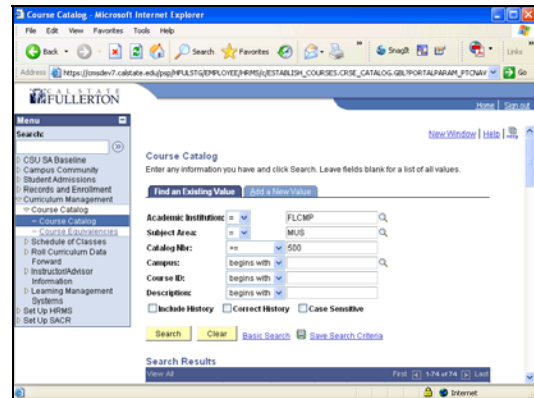 Course Catalog - Microsoft Internet Explorer
File Edit View Favorites Tools Help
Back Search Favorites SnagIt Links
Address https://cmsdev7.calstate.edu/psp/HFULSTG/EMPLOYEE/HRMS/c/ESTABLISH_COURSES.CRSE_CATALOG.GBL?PORTALPARAM_PTCNAV Go
CAL STATE
FULLERTON
Home | Sign out
Menu
Search:
New Window | Help |
CSU SA Baseline
Campus Community
Student Admissions
Records and Enrollment
Curriculum Management
Course Catalog
– Course Catalog
– Course Equivalencies
Schedule of Classes
Roll Curriculum Data
Forward
Instructor/Advisor
Information
Learning Management
Systems
Set Up HRMS
Set Up SACR
Course Catalog
Enter any information you have and click Search. Leave fields blank for a list of all values.
Find an Existing Value Add a New Value
Academic Institution: = FLCMP
Subject Area: = MUS
Catalog Nbr: >= 500
Campus: begins with
Course ID: begins with
Description: begins with
Include History Correct History Case Sensitive
Search Clear Basic Search Save Search Criteria
Search Results
View All First 1-74 of 74 Last
Internet